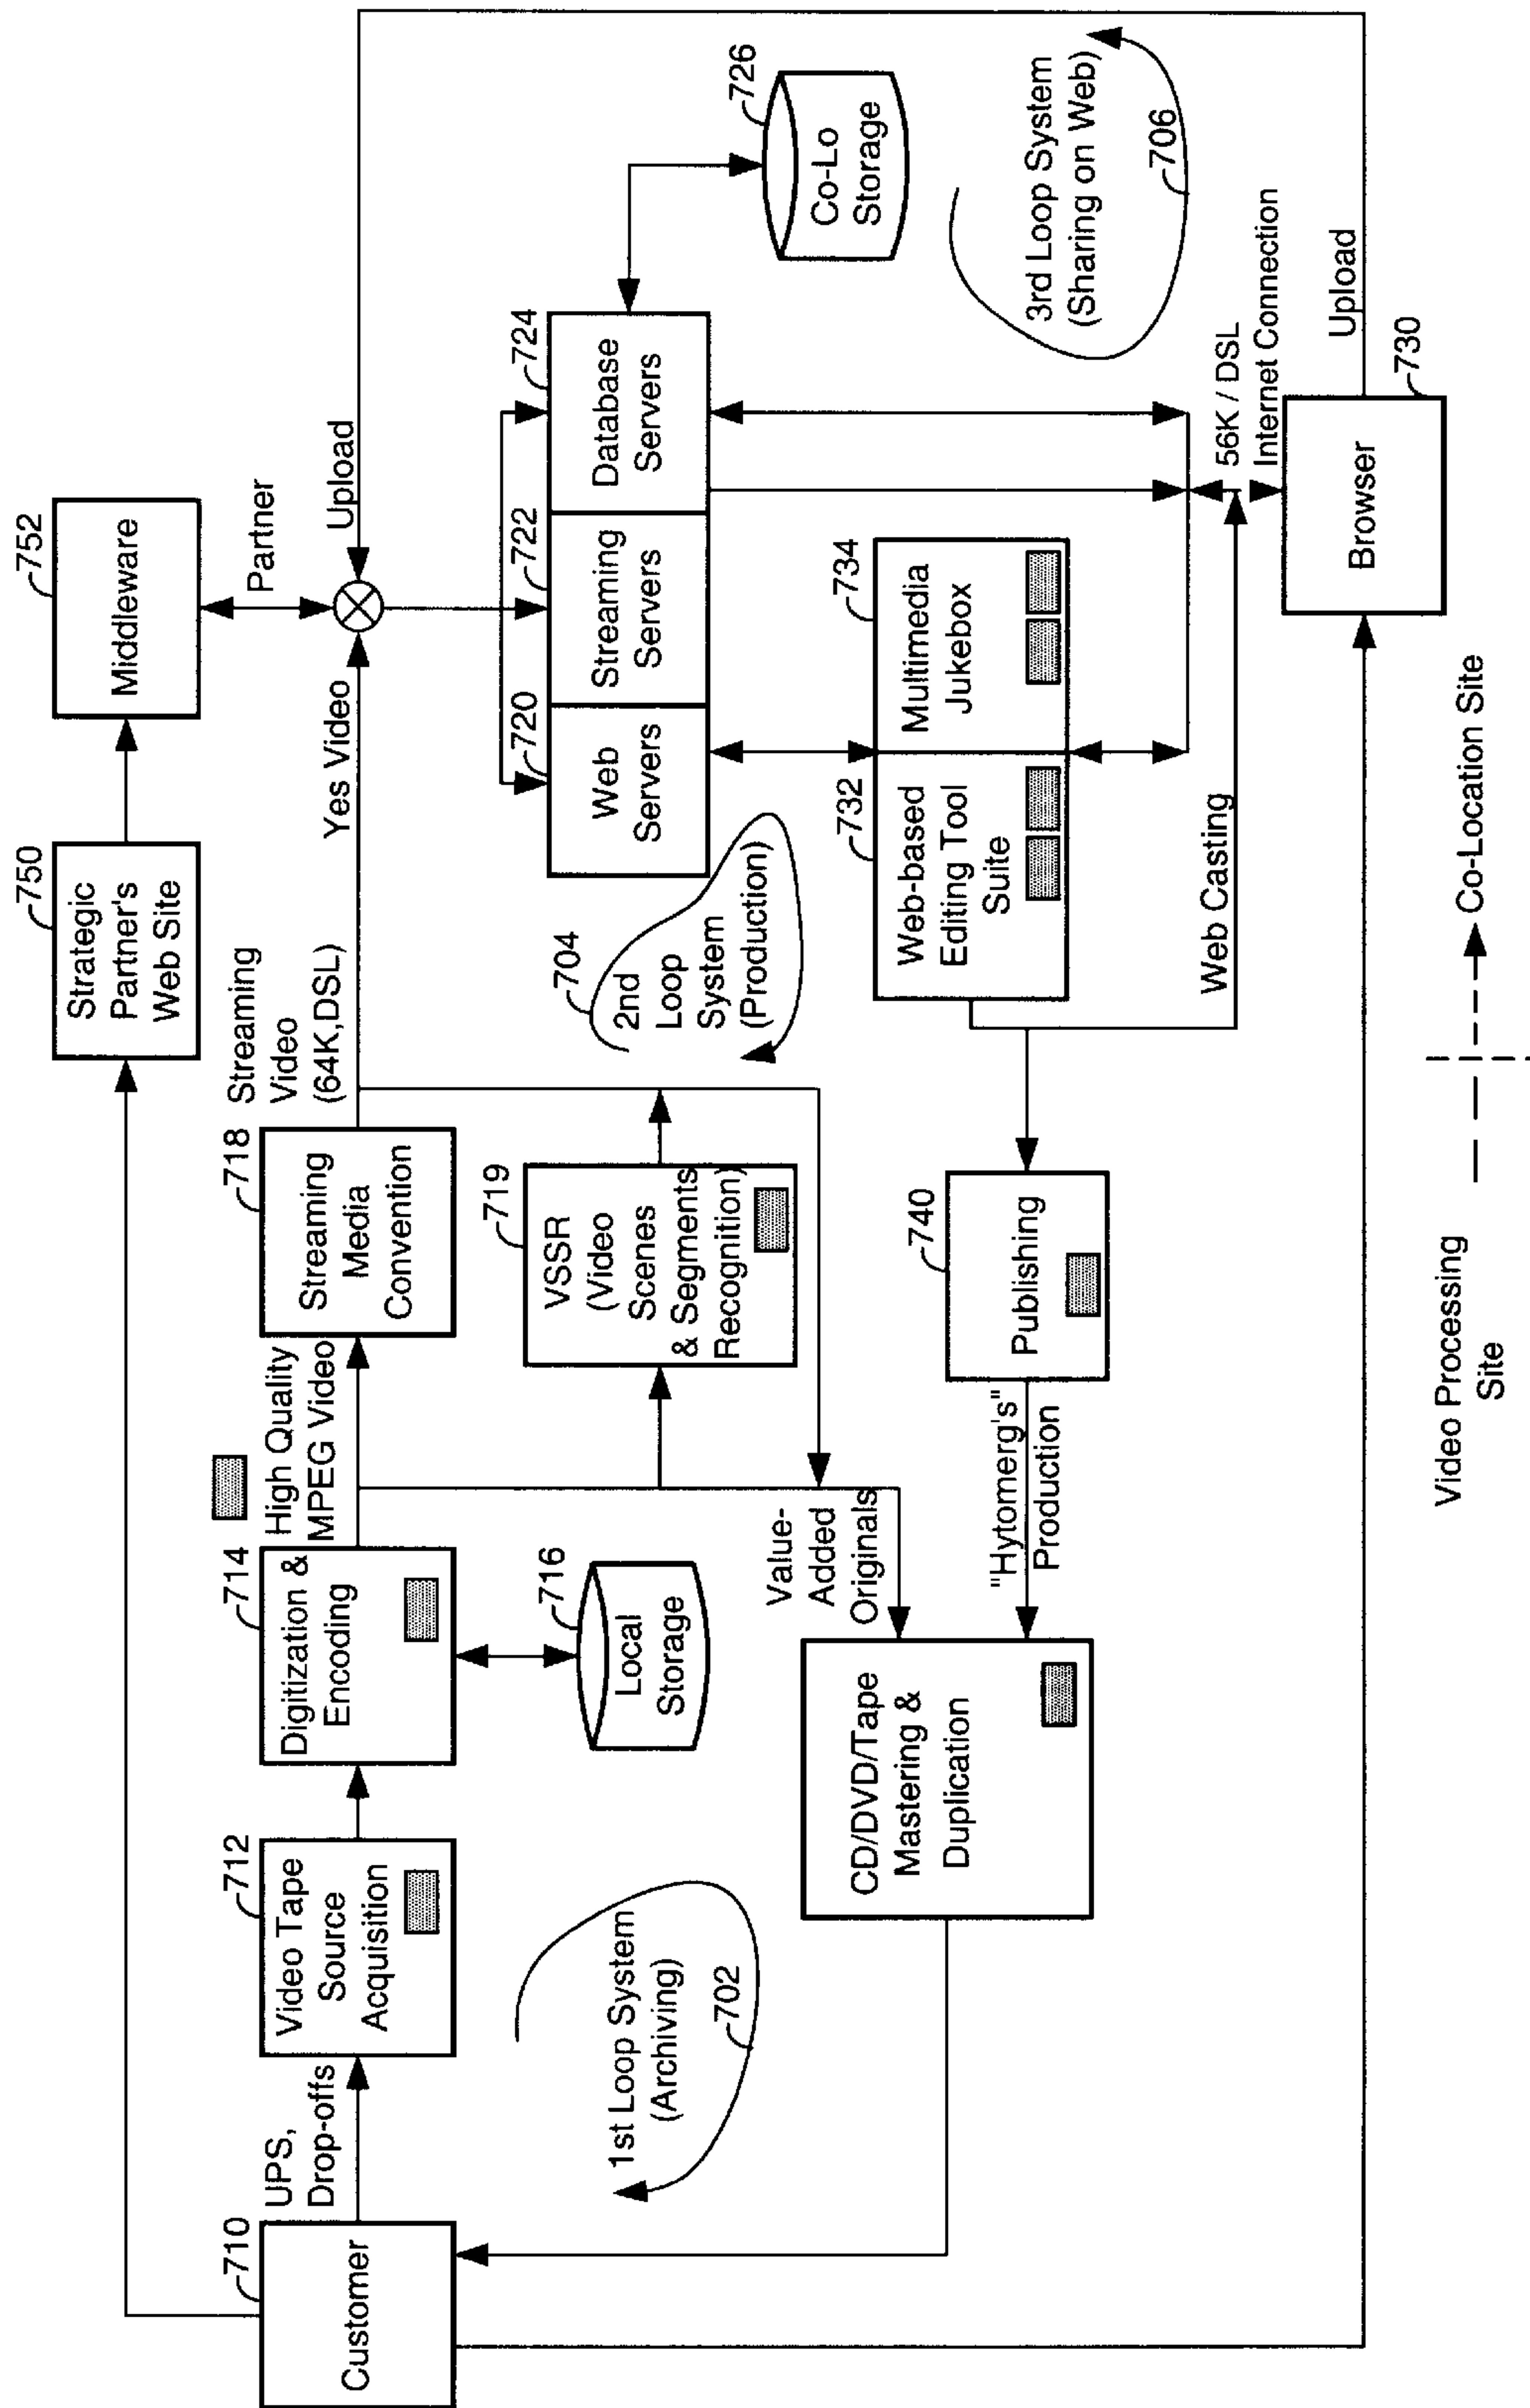 710
Customer
UPS,
Drop-offs
712
Video Tape
Source
Acquisition
714
Digitization &
Encoding
High Quality
MPEG Video
716
Local
Storage
718
Streaming
Media
Convention
Streaming
Video
(64K,DSL)
719
VSSR
(Video
Scenes
& Segments
Recognition)
750
Strategic
Partner's
Web Site
752
Middleware
Partner
Yes Video
Upload
720
Web
Servers
722
Streaming
Servers
724
Database
Servers
726
Co-Lo
Storage
1st Loop System
(Archiving)
702
Value-
Added
Originals
CD/DVD/Tape
Mastering &
Duplication
"Hytomerg's"
Production
740
Publishing
704
2nd
Loop
System
(Production)
732
Web-based
Editing Tool
Suite
734
Multimedia
Jukebox
Web Casting
3rd Loop System
(Sharing on Web)
706
56K / DSL
Internet Connection
730
Browser
Upload
Video Processing
Site
Co-Location Site